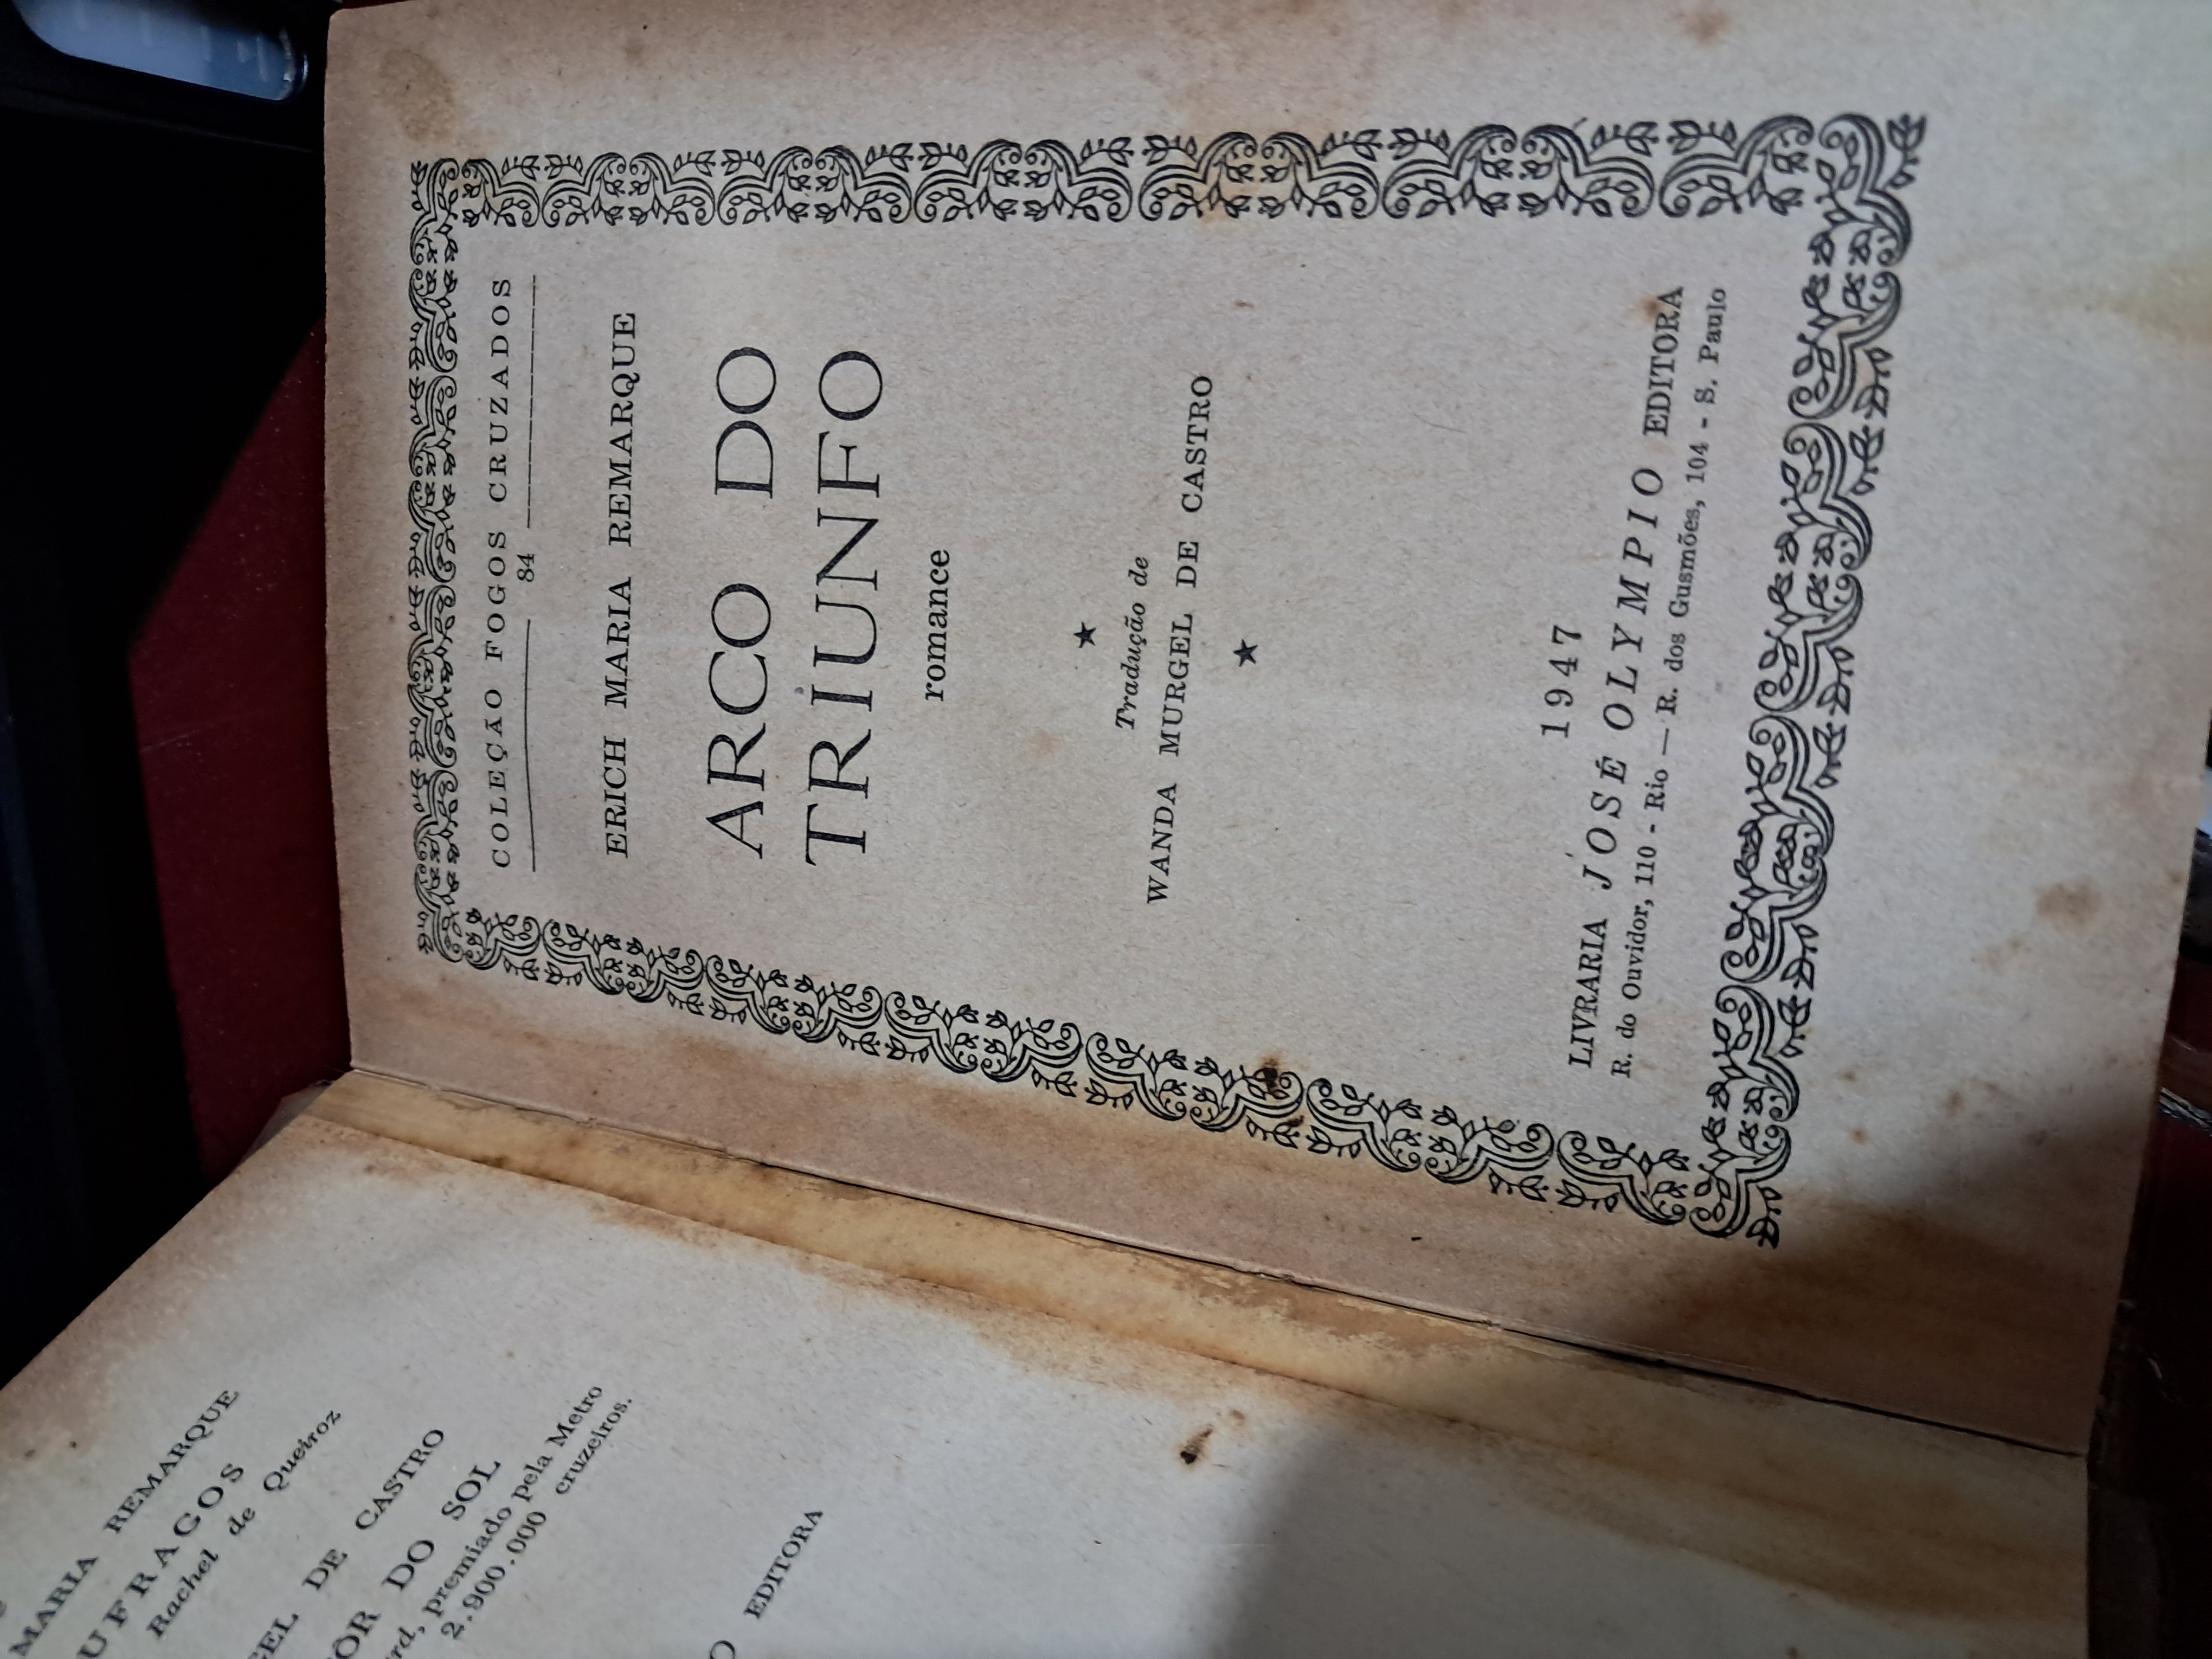 MARIA REMARQUE
UFRAGOS
Rachel de Queiroz
GEL DE CASTRO
ÔR DO SOL
rd, premiado pela Metro
2.900.000 cruzeiros.
O EDITORA
COLEÇÃO FOGOS CRUZADOS
84
ERICH MARIA REMARQUE
ARCO DO
TRIUNFO
romance
★
Tradução de
WANDA MURGEL DE CASTRO
★
1947
LIVRARIA JOSÉ OLYMPIO EDITORA
R. do Ouvidor, 110 - Rio — R. dos Gusmões, 104 - S. Paulo